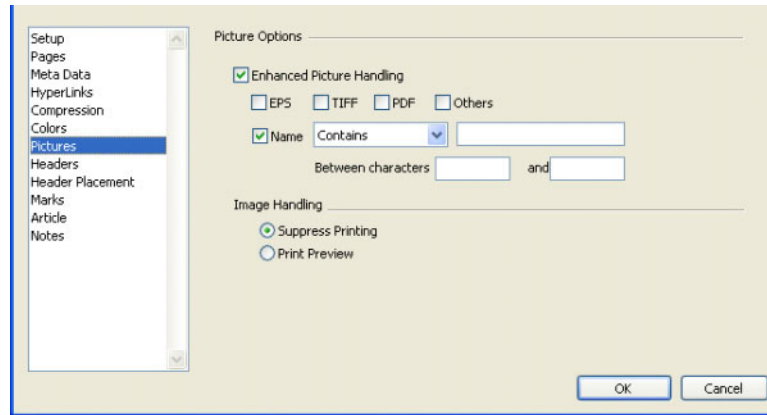 Setup
Pages
Meta Data
HyperLinks
Compression
Colors
Pictures
Headers
Header Placement
Marks
Article
Notes
Picture Options
Enhanced Picture Handling
EPS TIFF PDF Others
Name Contains
Between characters and
Image Handling
Suppress Printing
Print Preview
OK Cancel